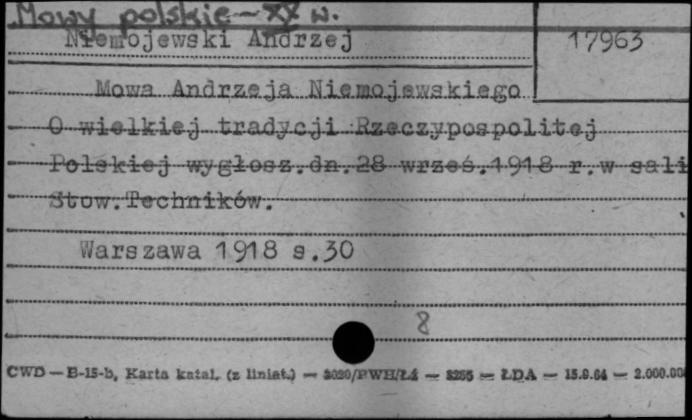 Mowy polskie - XX w.
Niemojewski Andrzej 17963
Mowa Andrzeja Niemojewskiego
O wielkiej tradycji Rzeczypospolitej
Polskiej wygłosz.dn.28 wrześ.1918 r.w sali
Stow.Techników.
Warszawa 1918 s.30
8
CWD — B-15-b, Karta katal. (z liniat.) — 3020/PWH/Łź — 3255 — ŁDA — 15.9.64 — 2.000.00